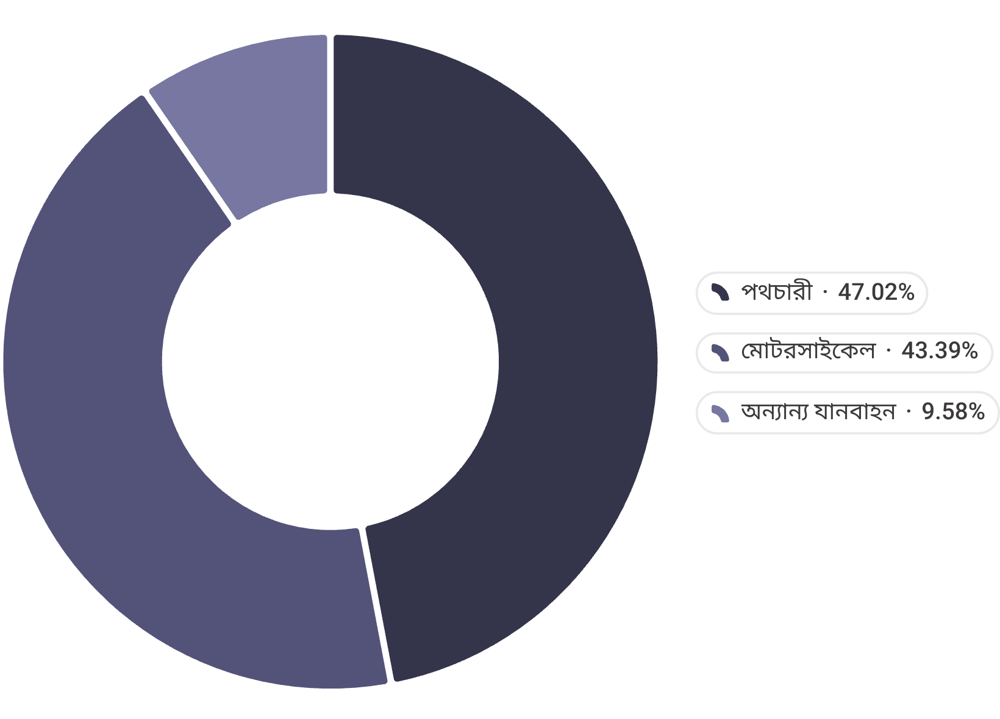 পথচারী · 47.02%
মোটরসাইকেল · 43.39%
অন্যান্য যানবাহন · 9.58%